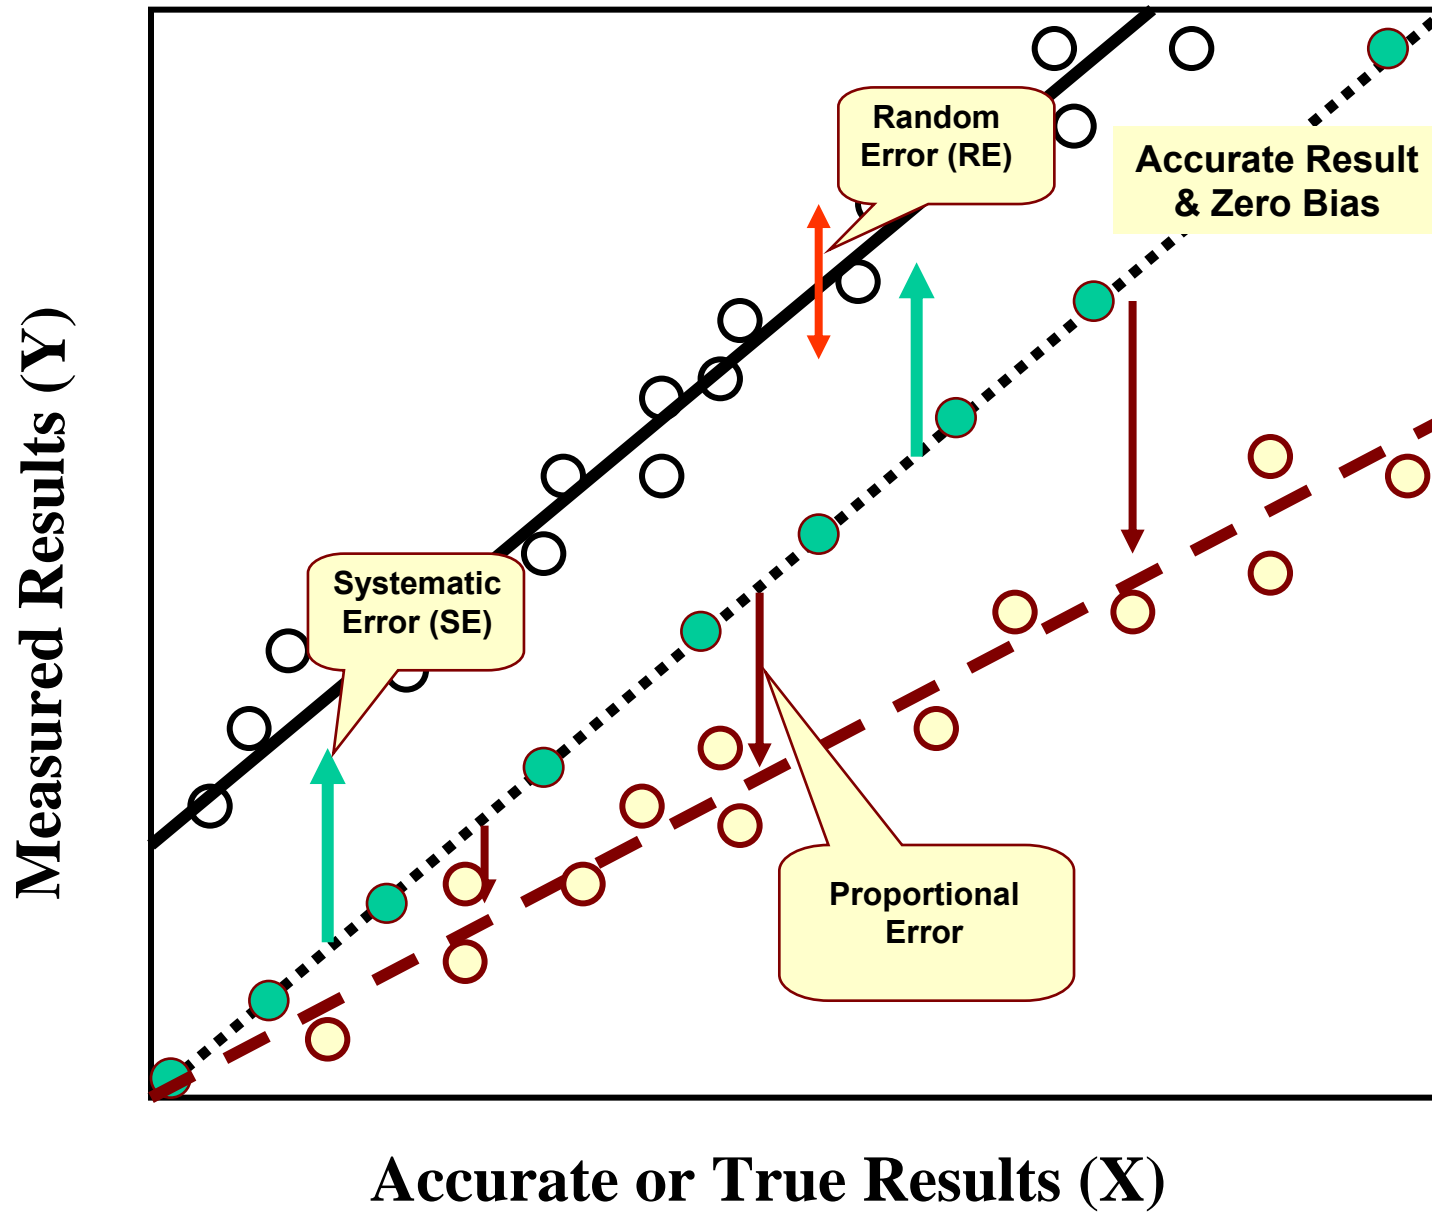 Random
Error (RE)
Accurate Result
& Zero Bias
Systematic
Error (SE)
Proportional
Error
Measured Results (Y)
Accurate or True Results (X)